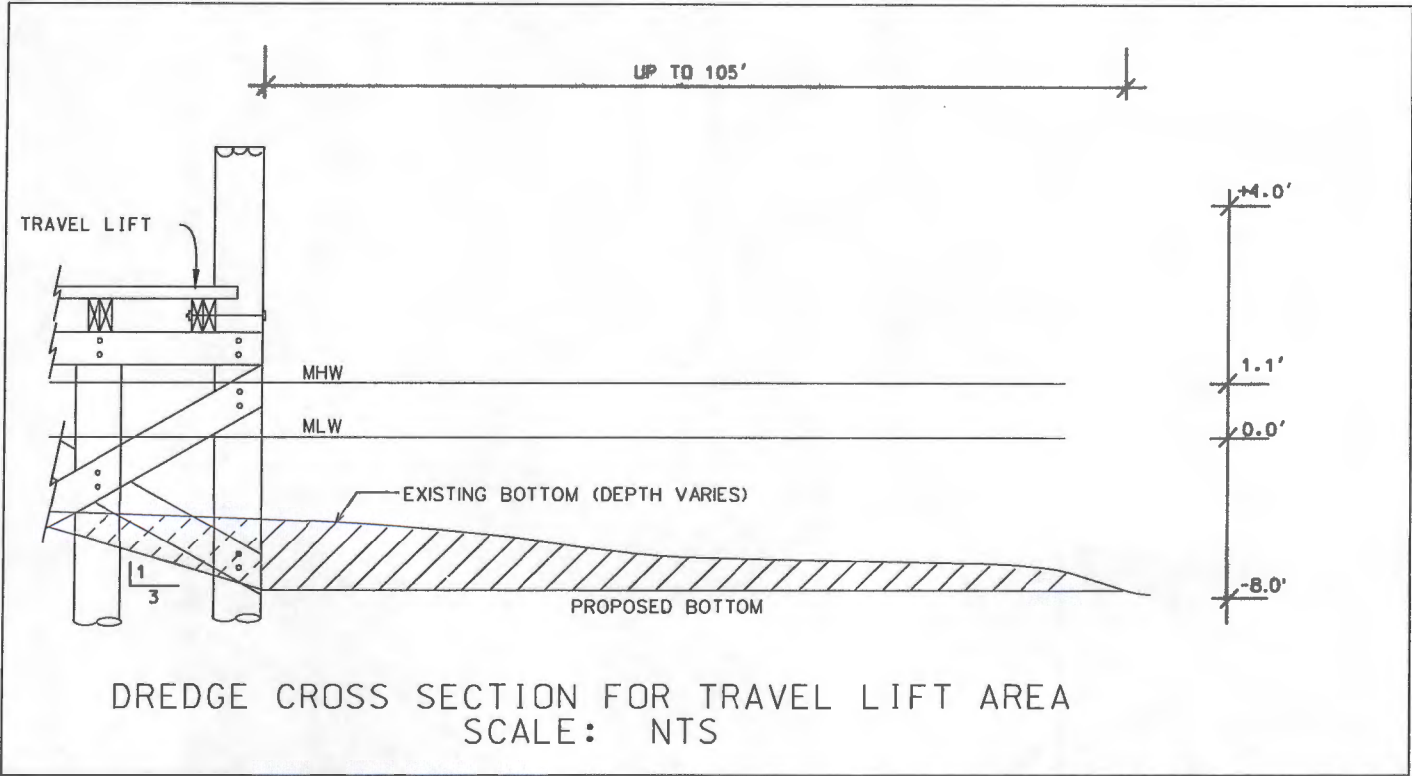 UP TO 105'
+4.0'
TRAVEL LIFT
1.1'
MHW
0.0'
MLW
EXISTING BOTTOM (DEPTH VARIES)
1
3
-8.0'
PROPOSED BOTTOM
DREDGE CROSS SECTION FOR TRAVEL LIFT AREA
SCALE: NTS